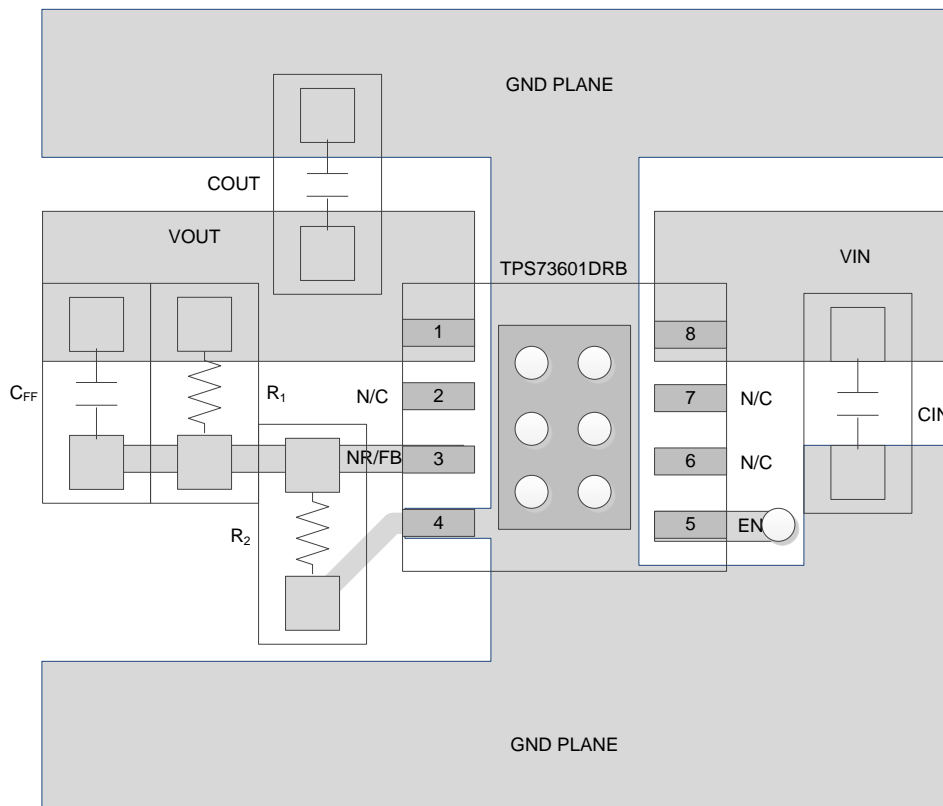 GND PLANE
COUT
VOUT
TPS73601DRB
VIN
1
8
CFF
R1
N/C
2
7
N/C
CIN
NR/FB
3
6
N/C
R2
4
5
EN
GND PLANE